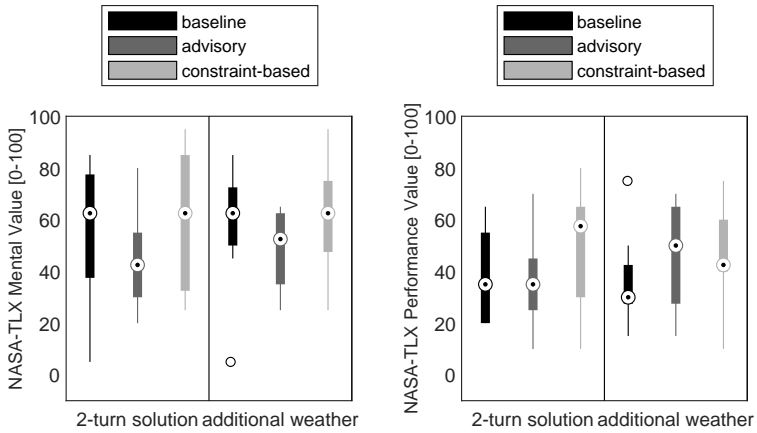 baseline
advisory
constraint-based
NASA-TLX Mental Value [0-100]
100
80
60
40
20
0
2-turn solution additional weather
baseline
advisory
constraint-based
NASA-TLX Performance Value [0-100]
100
80
60
40
20
0
2-turn solution additional weather